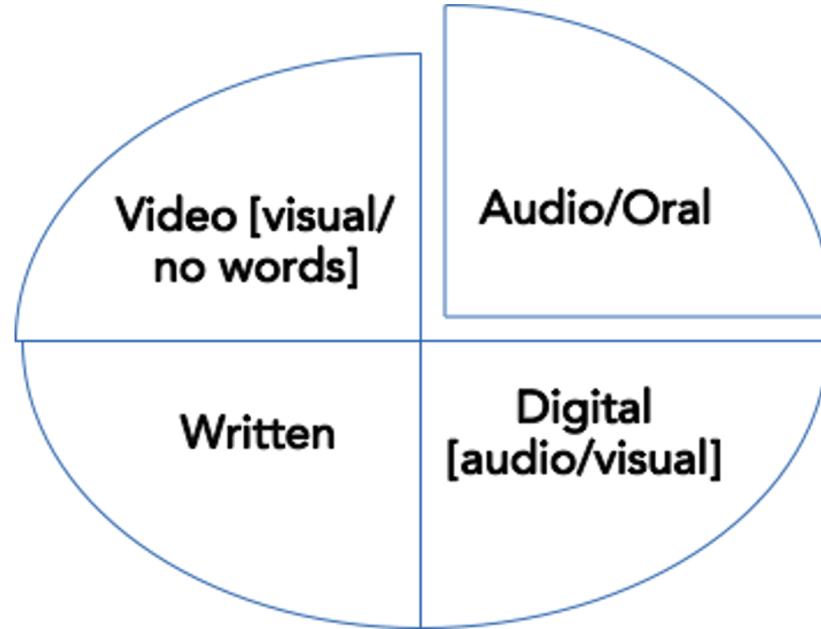 Video [visual/
no words]
Audio/Oral
Written
Digital
[audio/visual]